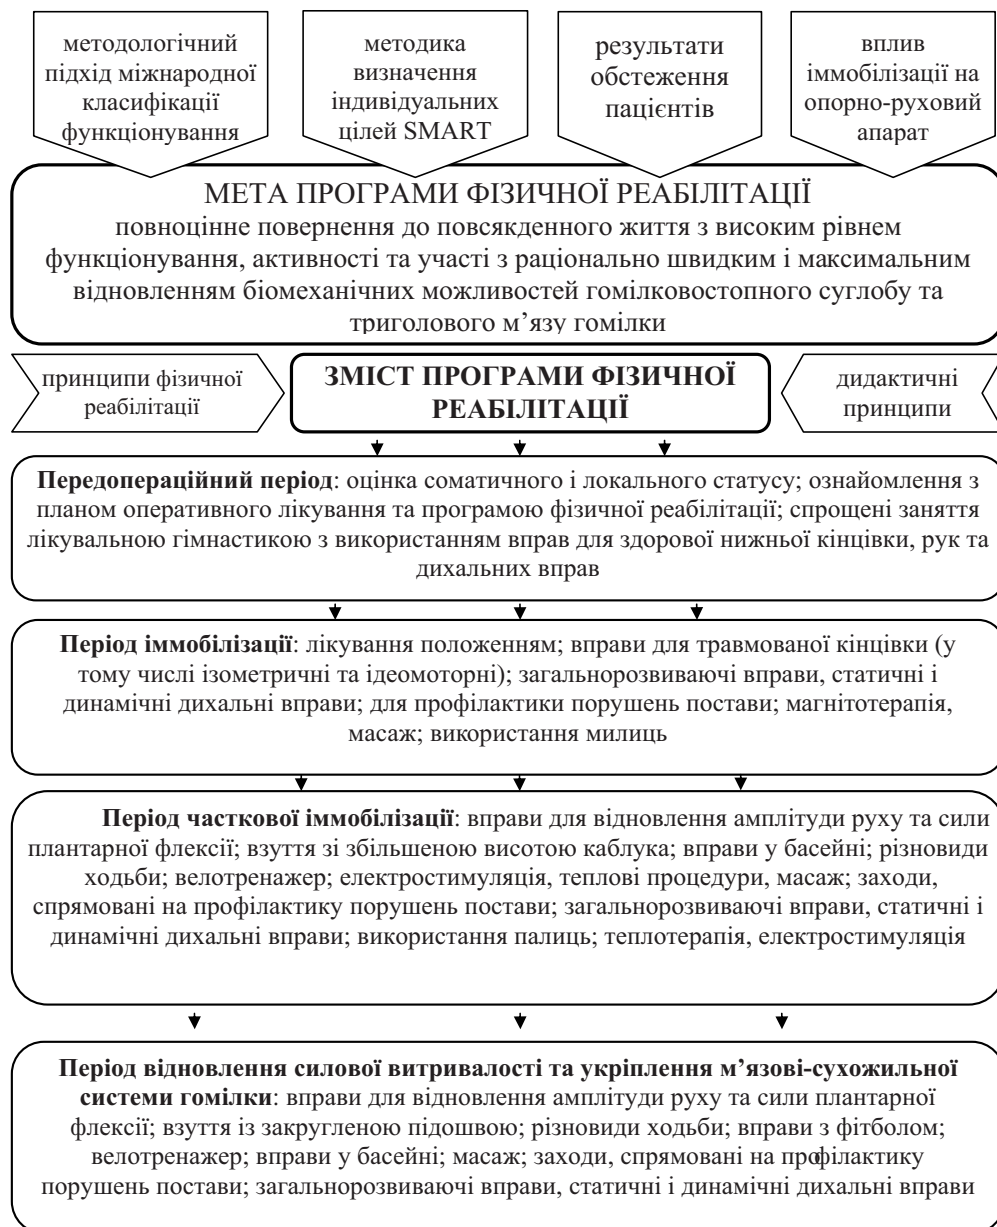 методологічний
підхід міжнародної
класифікації
функціонування
методика
визначення
індивідуальних
цілей SMART
результати
обстеження
пацієнтів
вплив
іммобілізації на
опорно-руховий
апарат
МЕТА ПРОГРАМИ ФІЗИЧНОЇ РЕАБІЛІТАЦІЇ
повноцінне повернення до повсякденного життя з високим рівнем
функціонування, активності та участі з раціонально швидким і максимальним
відновленням біомеханічних можливостей гомілковостопного суглобу та
триголового м’язу гомілки
принципи фізичної
реабілітації
ЗМІСТ ПРОГРАМИ ФІЗИЧНОЇ
РЕАБІЛІТАЦІЇ
дидактичні
принципи
Передопераційний період: оцінка соматичного і локального статусу; ознайомлення з
планом оперативного лікування та програмою фізичної реабілітації; спрощені заняття
лікувальною гімнастикою з використанням вправ для здорової нижньої кінцівки, рук та
дихальних вправ
Період іммобілізації: лікування положенням; вправи для травмованої кінцівки (у
тому числі ізометричні та ідеомоторні); загальнорозвиваючі вправи, статичні і
динамічні дихальні вправи; для профілактики порушень постави; магнітотерапія,
масаж; використання милиць
Період часткової іммобілізації: вправи для відновлення амплітуди руху та сили
плантарної флексії; взуття зі збільшеною висотою каблука; вправи у басейні; різновиди
ходьби; велотренажер; електростимуляція, теплові процедури, масаж; заходи,
спрямовані на профілактику порушень постави; загальнорозвиваючі вправи, статичні і
динамічні дихальні вправи; використання палиць; теплотерапія, електростимуляція
Період відновлення силової витривалості та укріплення м’язові-сухожильної
системи гомілки: вправи для відновлення амплітуди руху та сили плантарної
флексії; взуття із закругленою підошвою; різновиди ходьби; вправи з фітболом;
велотренажер; вправи у басейні; масаж; заходи, спрямовані на профілактику
порушень постави; загальнорозвиваючі вправи, статичні і динамічні дихальні вправи